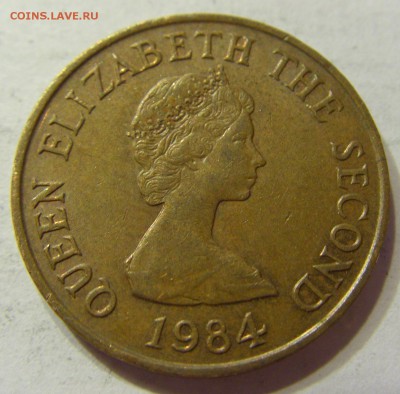 COINS.LAVE.RU
QUEEN ELIZABETH THE SECOND
1984